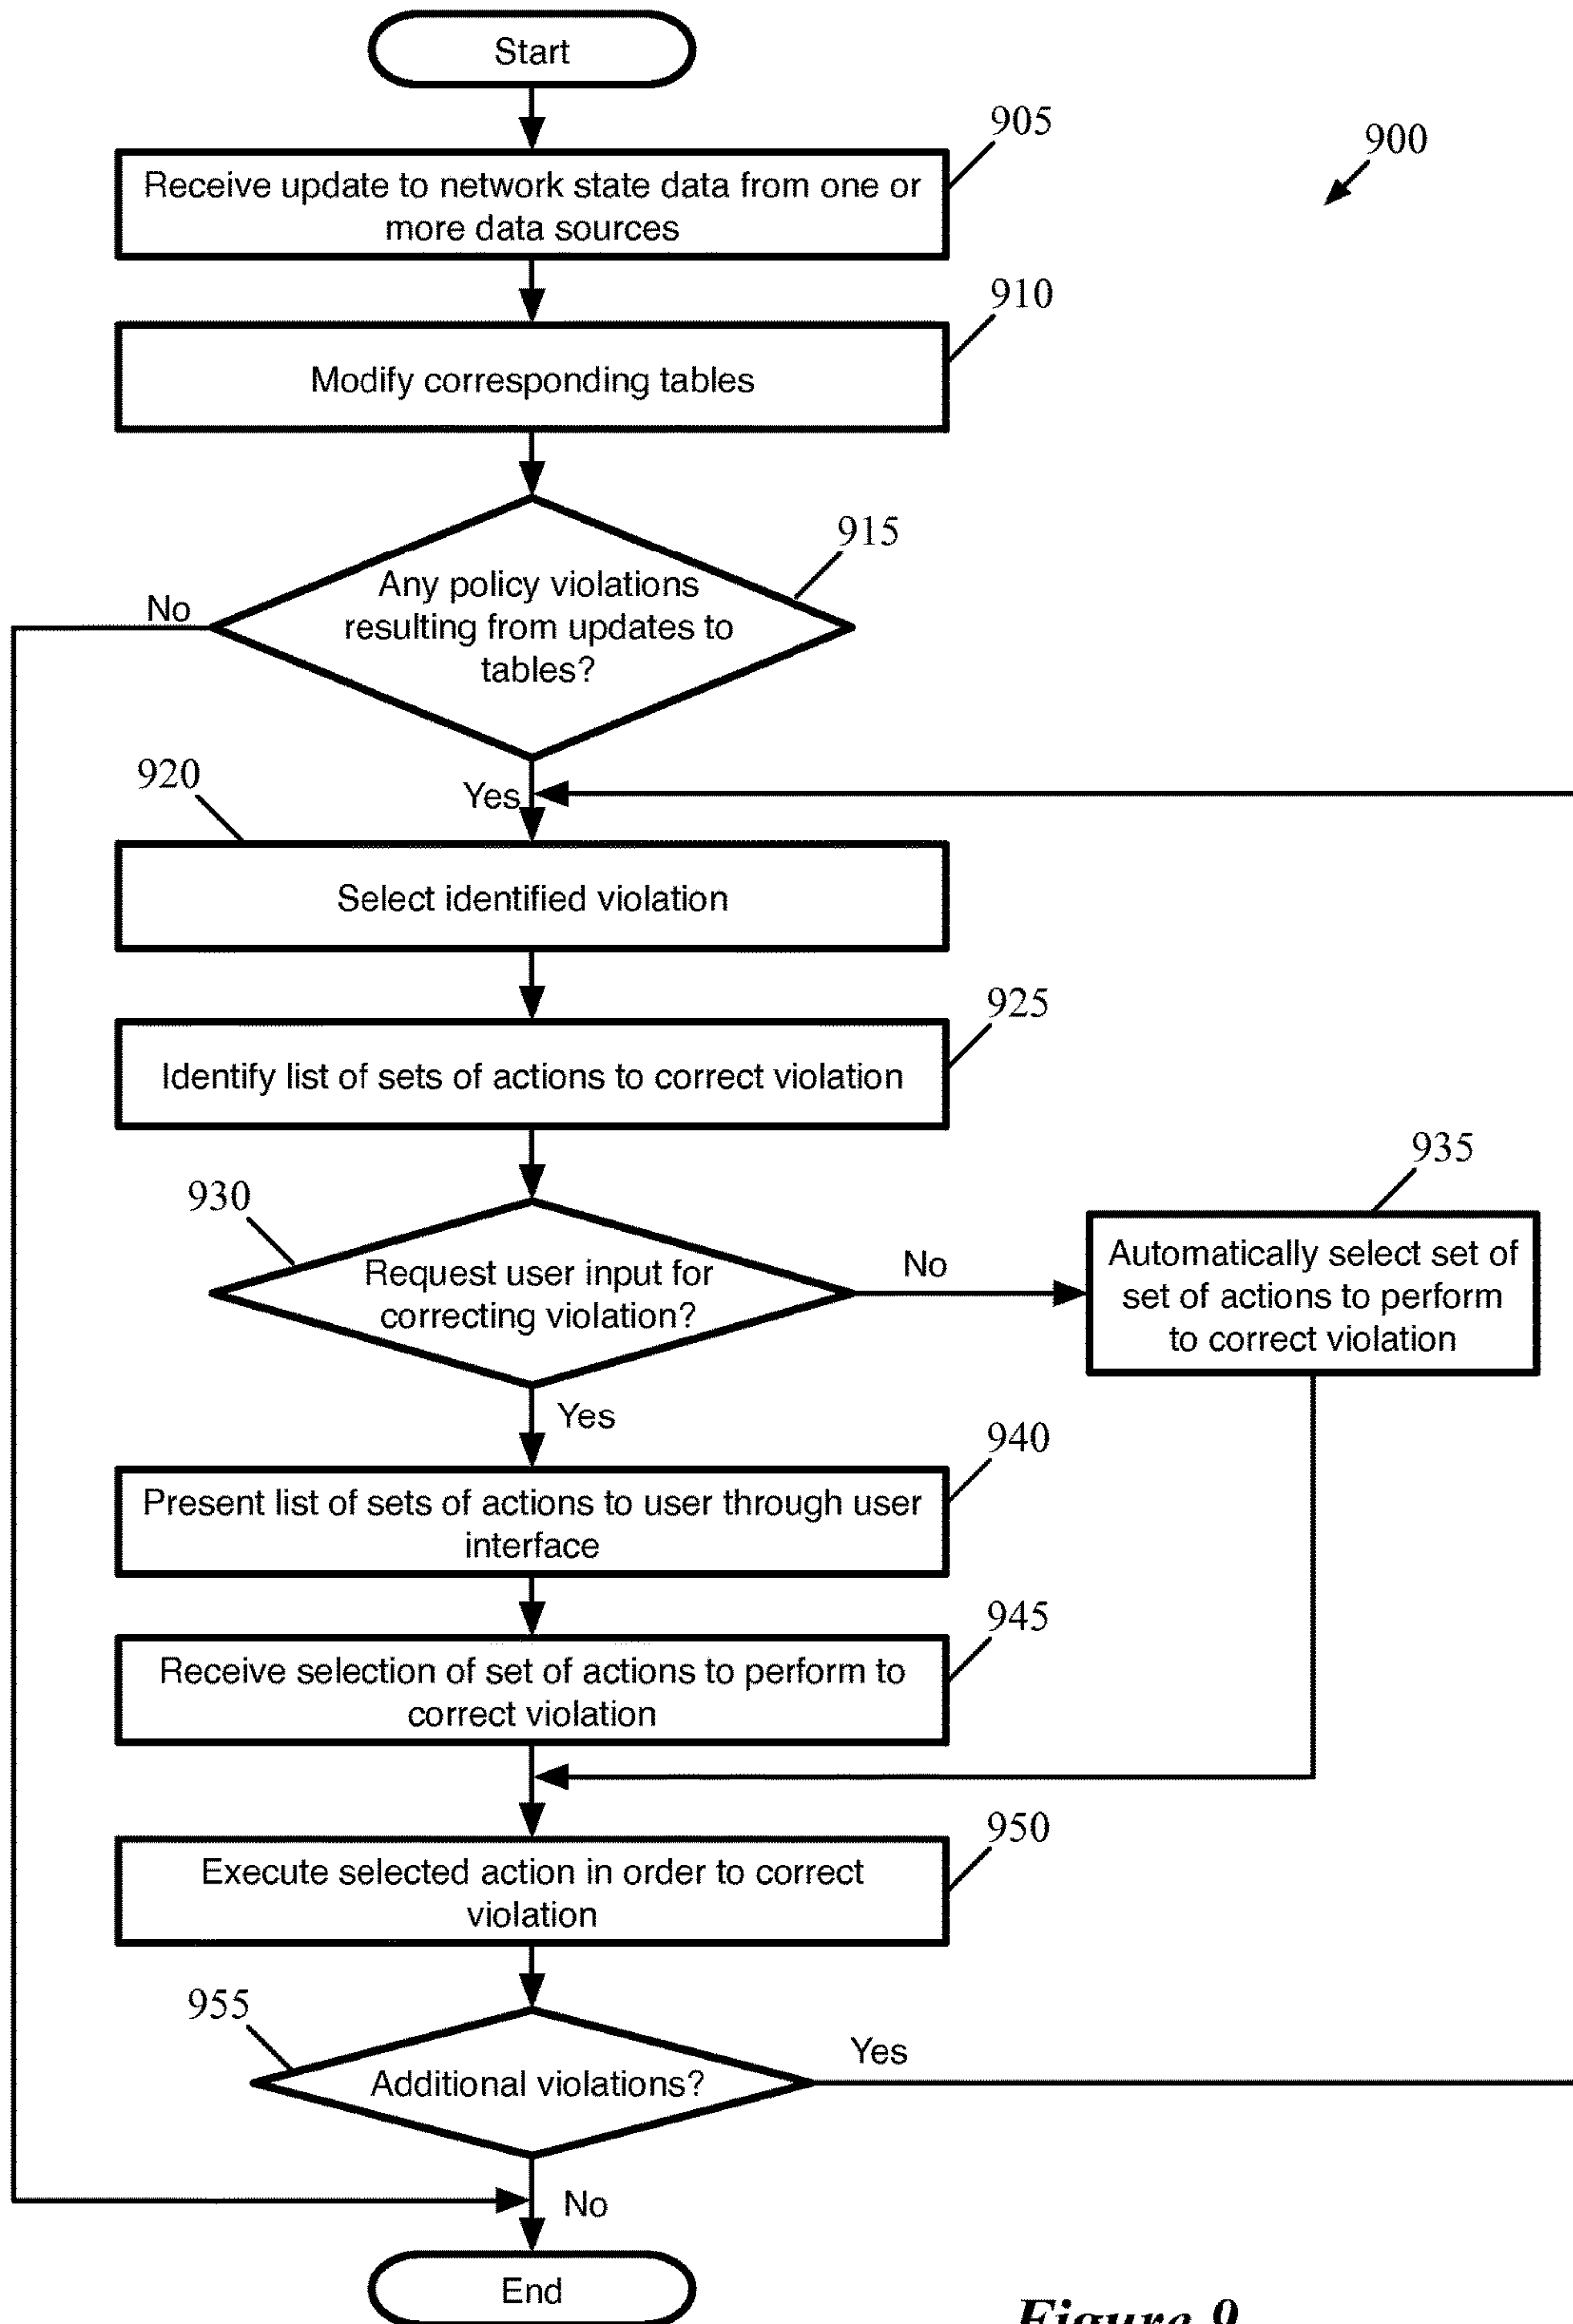 Start
905
900
Receive update to network state data from one or
more data sources
910
Modify corresponding tables
915
Any policy violations
resulting from updates to
tables?
No
920
Yes
Select identified violation
925
Identify list of sets of actions to correct violation
935
930
Request user input for
correcting violation?
No
Automatically select set of
set of actions to perform
to correct violation
Yes
940
Present list of sets of actions to user through user
interface
945
Receive selection of set of actions to perform to
correct violation
950
Execute selected action in order to correct
violation
955
Additional violations?
Yes
No
End
Figure 9